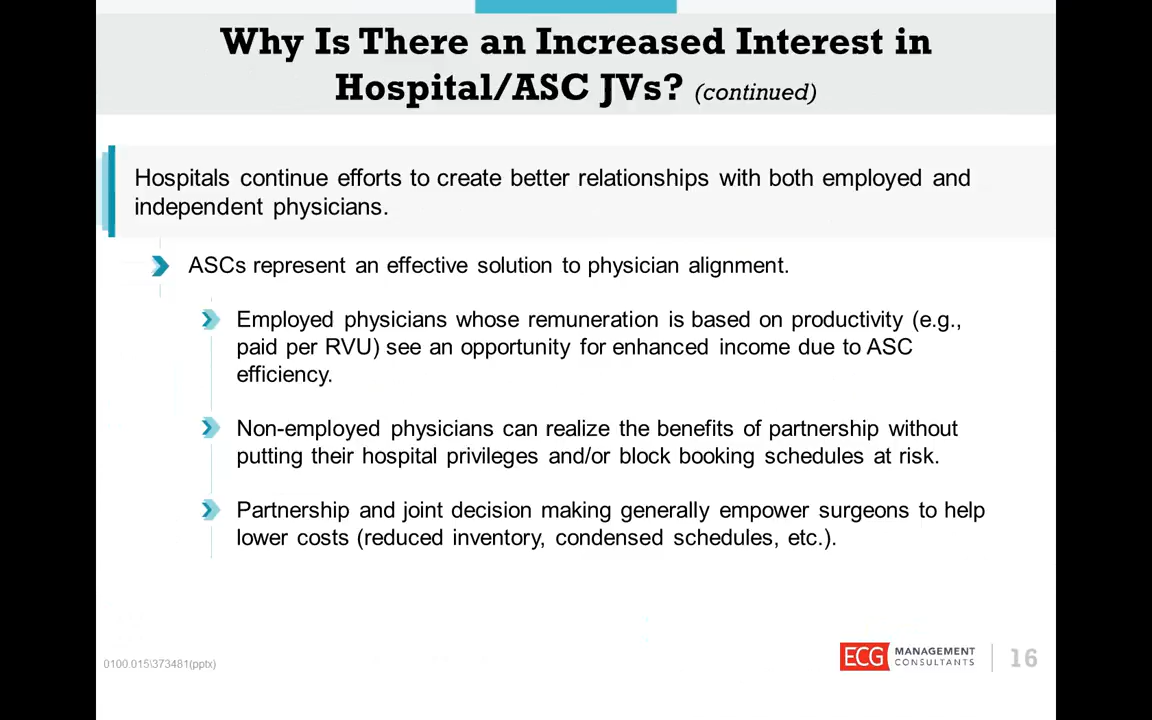 Why Is There an Increased Interest in
Hospital/ASC JVs? (continued)
Hospitals continue efforts to create better relationships with both employed and
independent physicians.
ASCs represent an effective solution to physician alignment.
Employed physicians whose remuneration is based on productivity (e.g.,
paid per RVU) see an opportunity for enhanced income due to ASC
efficiency.
Non-employed physicians can realize the benefits of partnership without
putting their hospital privileges and/or block booking schedules at risk.
Partnership and joint decision making generally empower surgeons to help
lower costs (reduced inventory, condensed schedules, etc.).
0100.015\373481(pptx)
ECG MANAGEMENT
CONSULTANTS
16